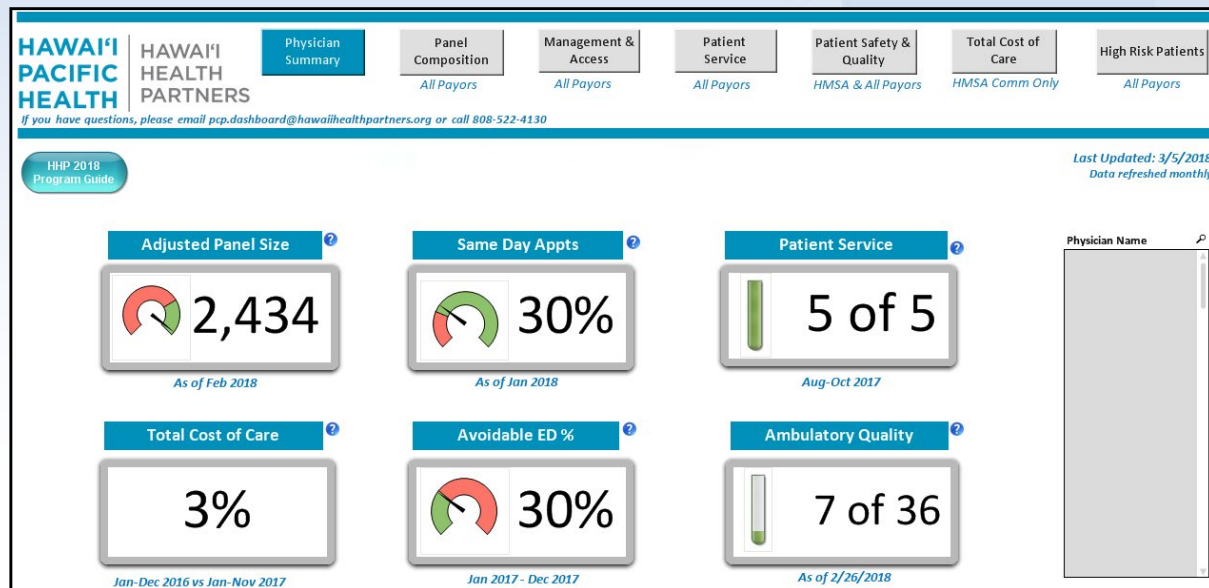 HAWAI‘I
PACIFIC
HEALTH
HAWAI‘I
HEALTH
PARTNERS
Physician
Summary
Panel
Composition
All Payors
Management &
Access
All Payors
Patient
Service
All Payors
Patient Safety &
Quality
HMSA & All Payors
Total Cost of
Care
HMSA Comm Only
High Risk Patients
All Payors
If you have questions, please email pcp.dashboard@hawaiihealthpartners.org or call 808-522-4130
HHP 2018
Program Guide
Last Updated: 3/5/2018
Data refreshed monthly
Adjusted Panel Size ?
2,434
As of Feb 2018
Same Day Appts ?
30%
As of Jan 2018
Patient Service ?
5 of 5
Aug-Oct 2017
Physician Name
Total Cost of Care ?
3%
Jan-Dec 2016 vs Jan-Nov 2017
Avoidable ED % ?
30%
Jan 2017 - Dec 2017
Ambulatory Quality ?
7 of 36
As of 2/26/2018